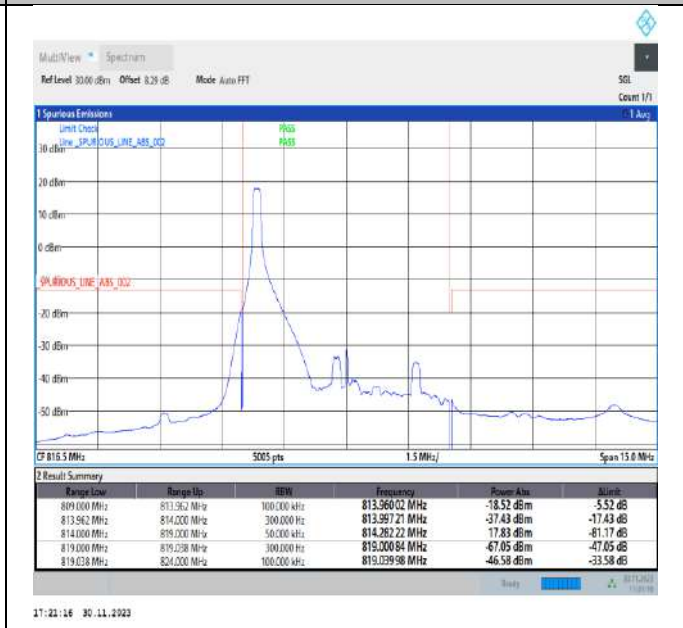 MultiView Spectrum
Ref Level 30.00 dBm Offset 8.29 dB Mode Auto FFT SGL
Count 1/1
1 Spurious Emissions 1 Avg
Limit Check PASS
Line _SPURIOUS_LINE_ABS_002 PASS
30 dBm
20 dBm
10 dBm
0 dBm
_SPURIOUS_LINE_ABS_002
-20 dBm
-30 dBm
-40 dBm
-50 dBm
CF 816.5 MHz 5005 pts 1.5 MHz/ Span 15.0 MHz
2 Result Summary
Range Low Range Up RBW Frequency Power Abs ΔLimit
809.000 MHz 813.962 MHz 100.000 kHz 813.96002 MHz -18.52 dBm -5.52 dB
813.962 MHz 814.000 MHz 300.000 Hz 813.99721 MHz -37.43 dBm -17.43 dB
814.000 MHz 819.000 MHz 50.000 kHz 814.28222 MHz 17.83 dBm -81.17 dB
819.000 MHz 819.038 MHz 300.000 Hz 819.00084 MHz -67.05 dBm -47.05 dB
819.038 MHz 824.000 MHz 100.000 kHz 819.03998 MHz -46.58 dBm -33.58 dB
Ready 30.11.2023
17:21:16 30.11.2023